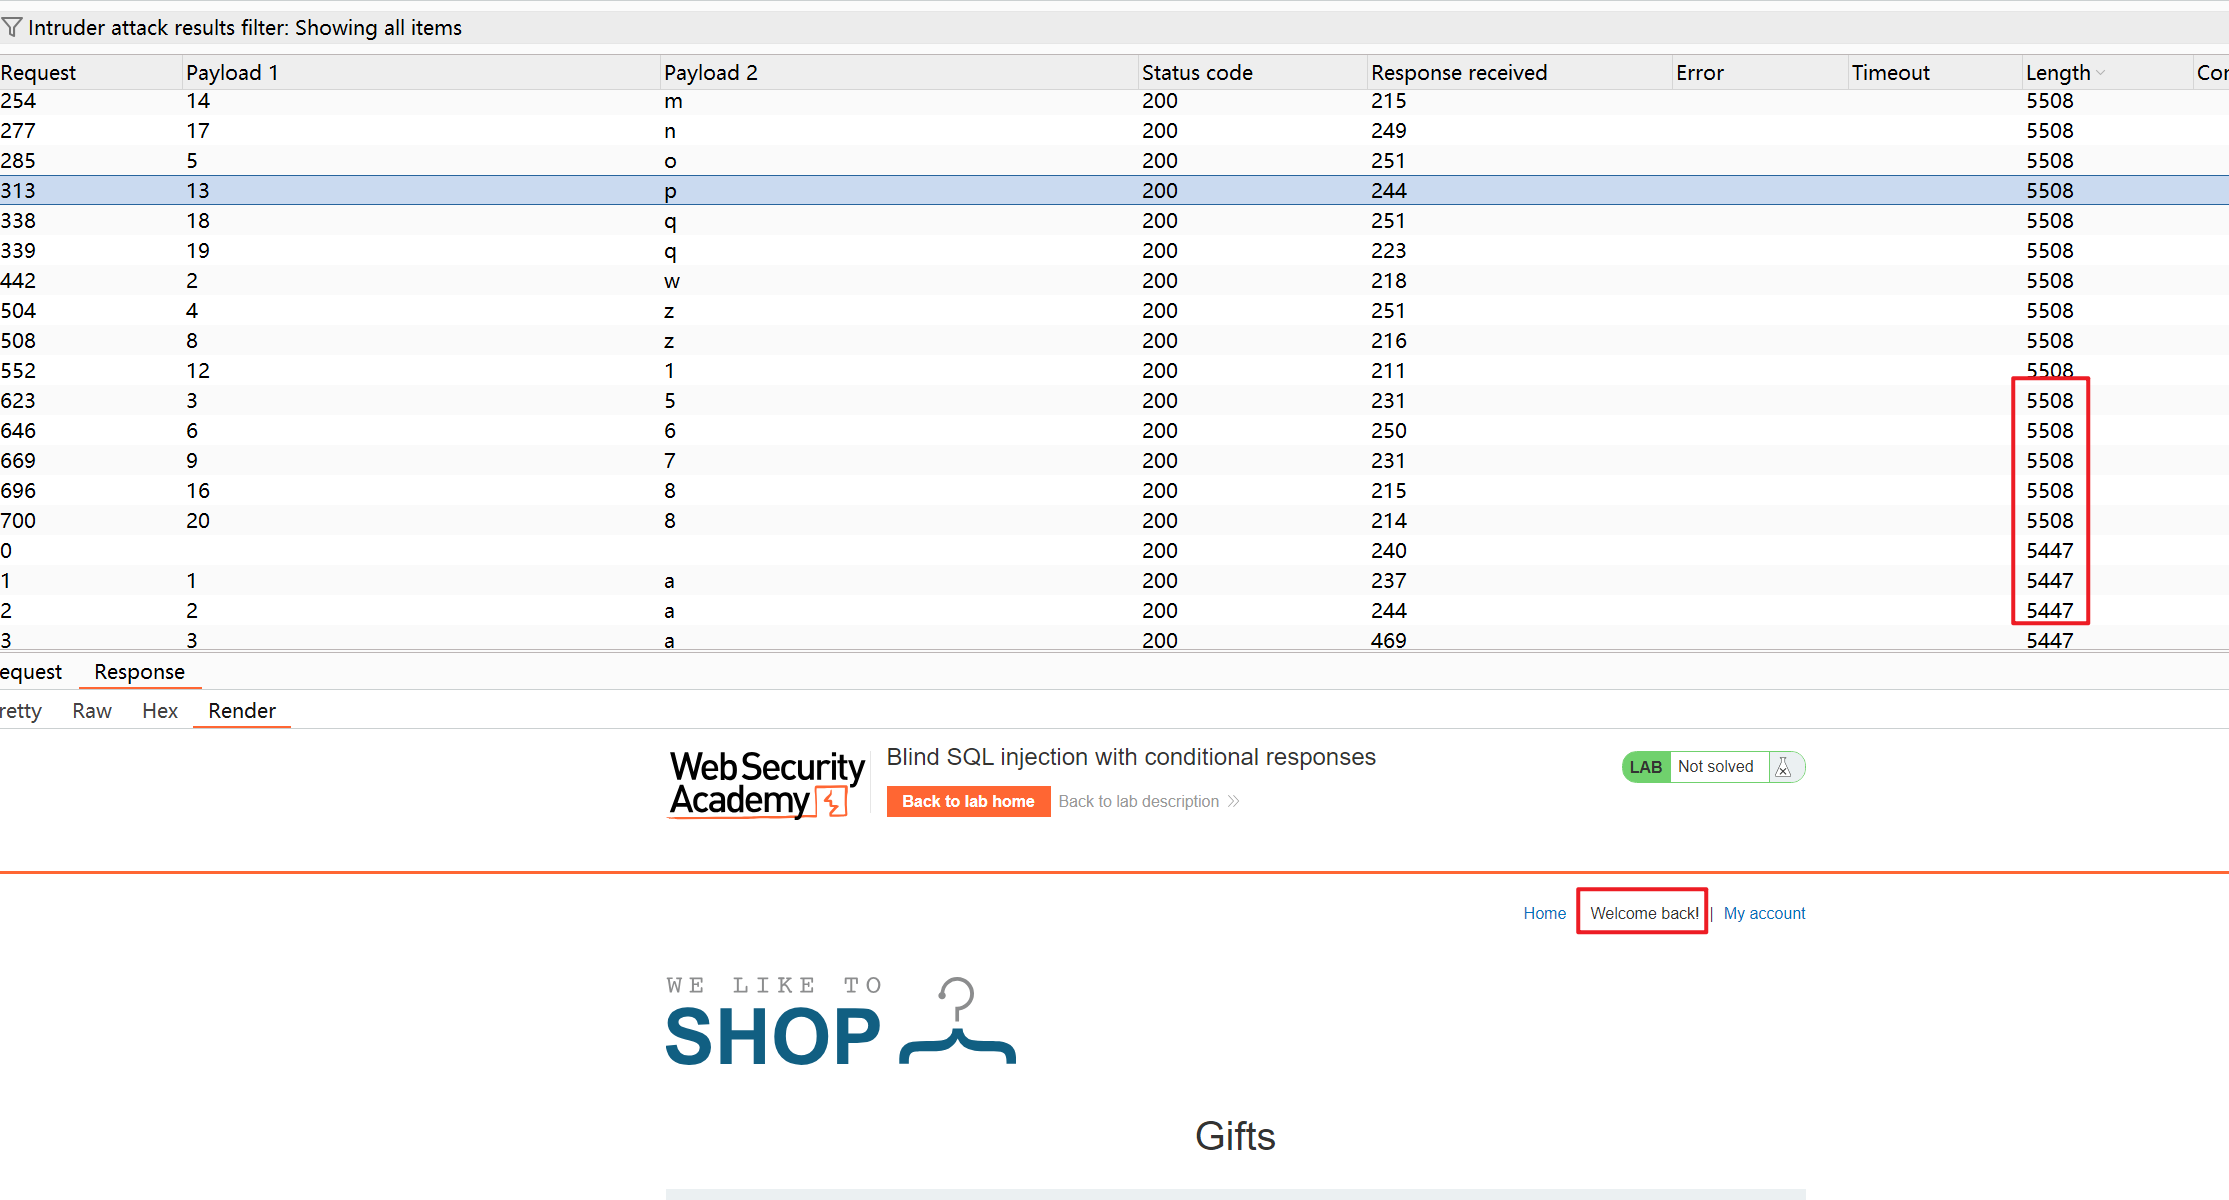 Intruder attack results filter: Showing all items
Request Payload 1 Payload 2 Status code Response received Error Timeout Length Cor
254 14 m 200 215 5508
277 17 n 200 249 5508
285 5 o 200 251 5508
313 13 p 200 244 5508
338 18 q 200 251 5508
339 19 q 200 223 5508
442 2 w 200 218 5508
504 4 z 200 251 5508
508 8 z 200 216 5508
552 12 1 200 211 5508
623 3 5 200 231 5508
646 6 6 200 250 5508
669 9 7 200 231 5508
696 16 8 200 215 5508
700 20 8 200 214 5508
0 200 240 5447
1 1 a 200 237 5447
2 2 a 200 244 5447
3 3 a 200 469 5447
equest Response
retty Raw Hex Render
Web Security
Academy
Blind SQL injection with conditional responses
LAB Not solved
Back to lab home Back to lab description
Home Welcome back! | My account
WE LIKE TO
SHOP
Gifts